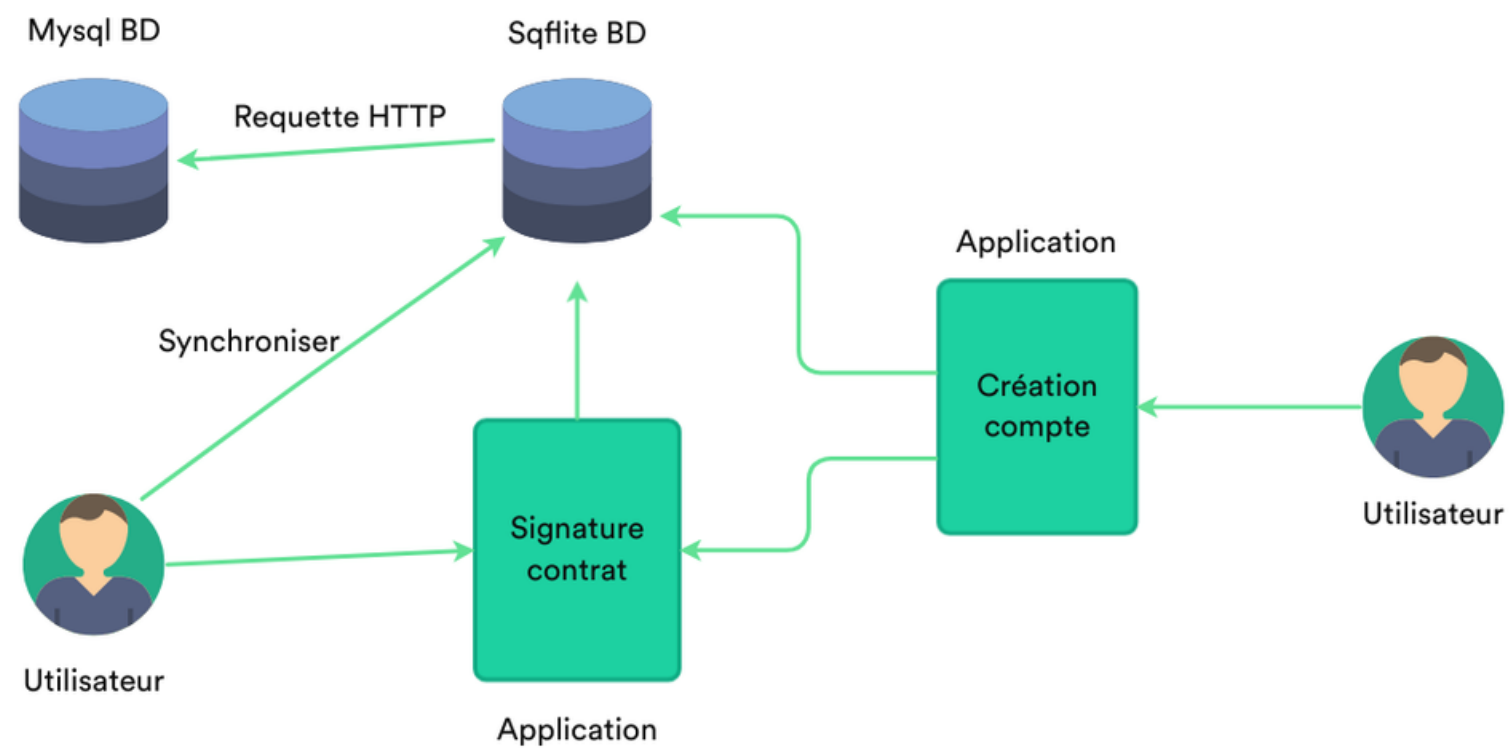 Mysql BD
Sqflite BD
Requette HTTP
Application
Synchroniser
Création
compte
Utilisateur
Signature
contrat
Utilisateur
Application